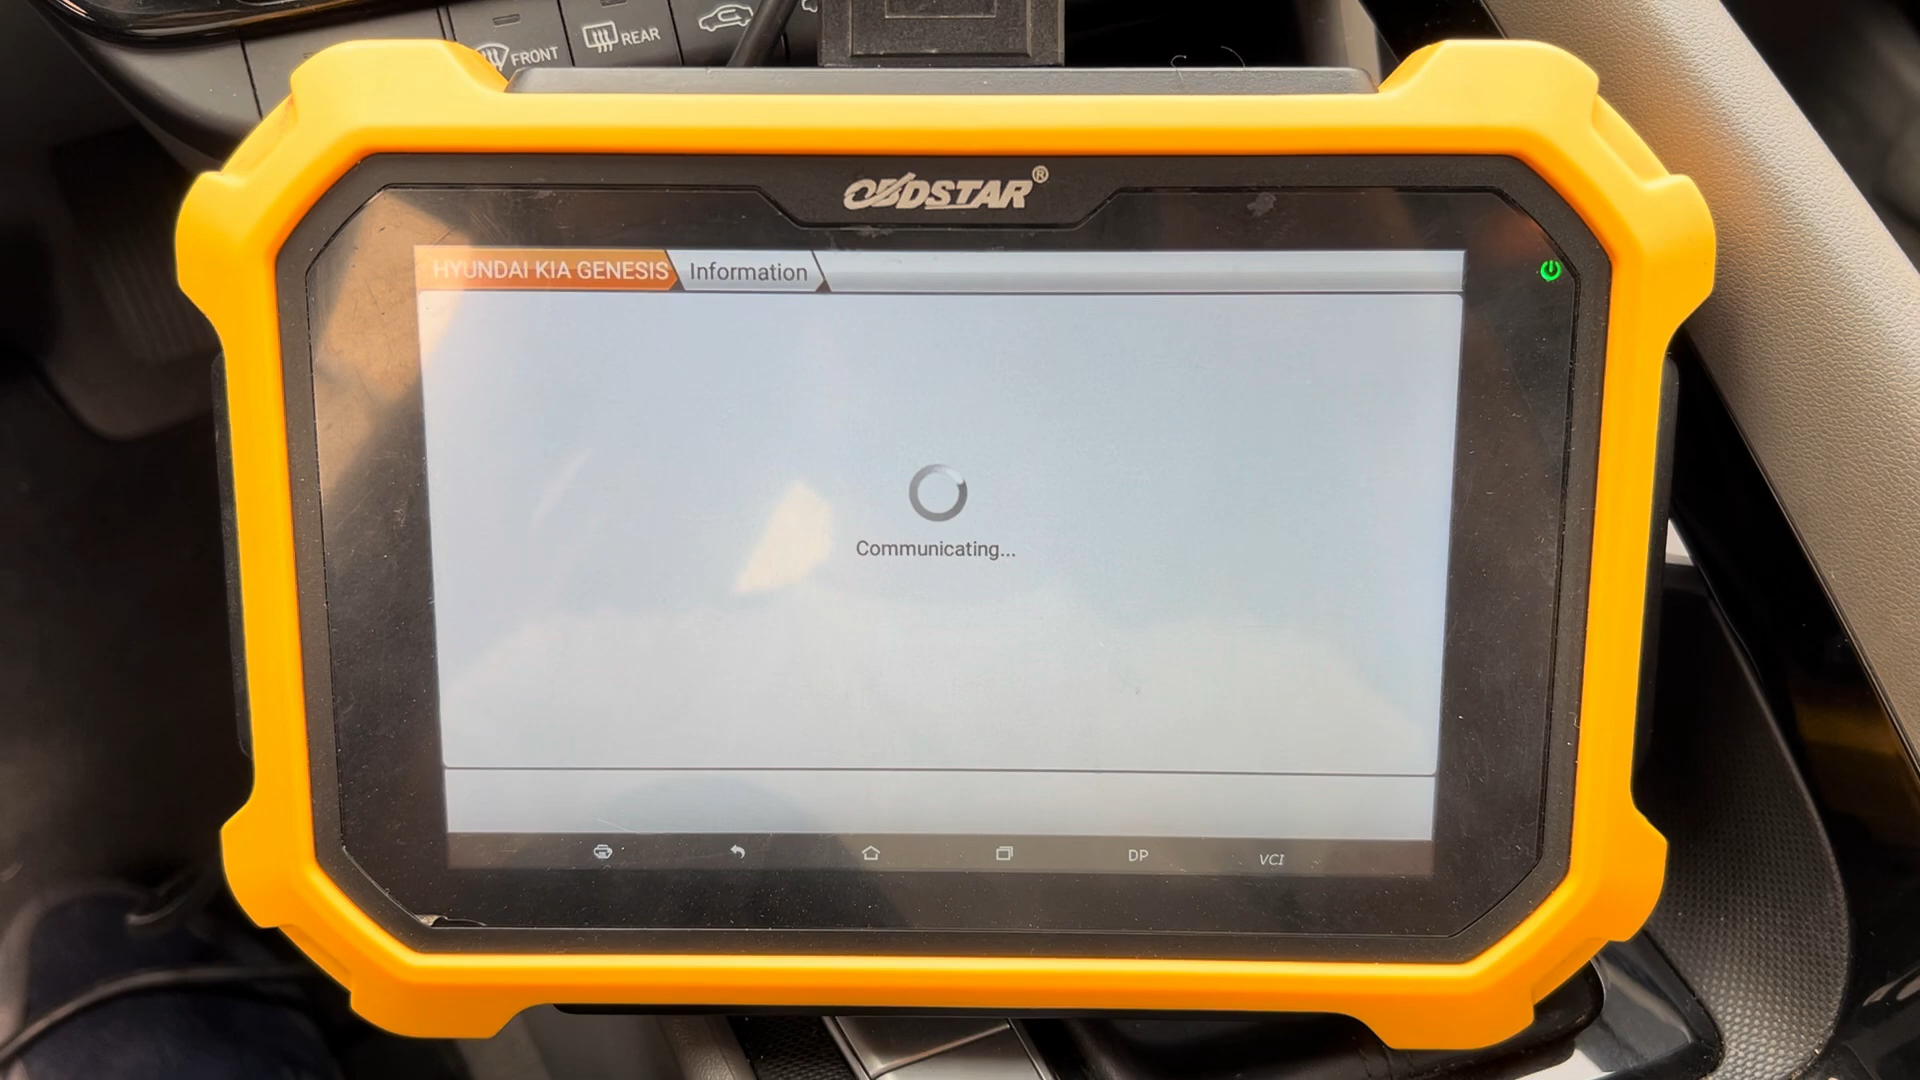 FRONT
REAR
OBDSTAR®
HYUNDAI KIA GENESIS Information
Communicating...
DP
VCI